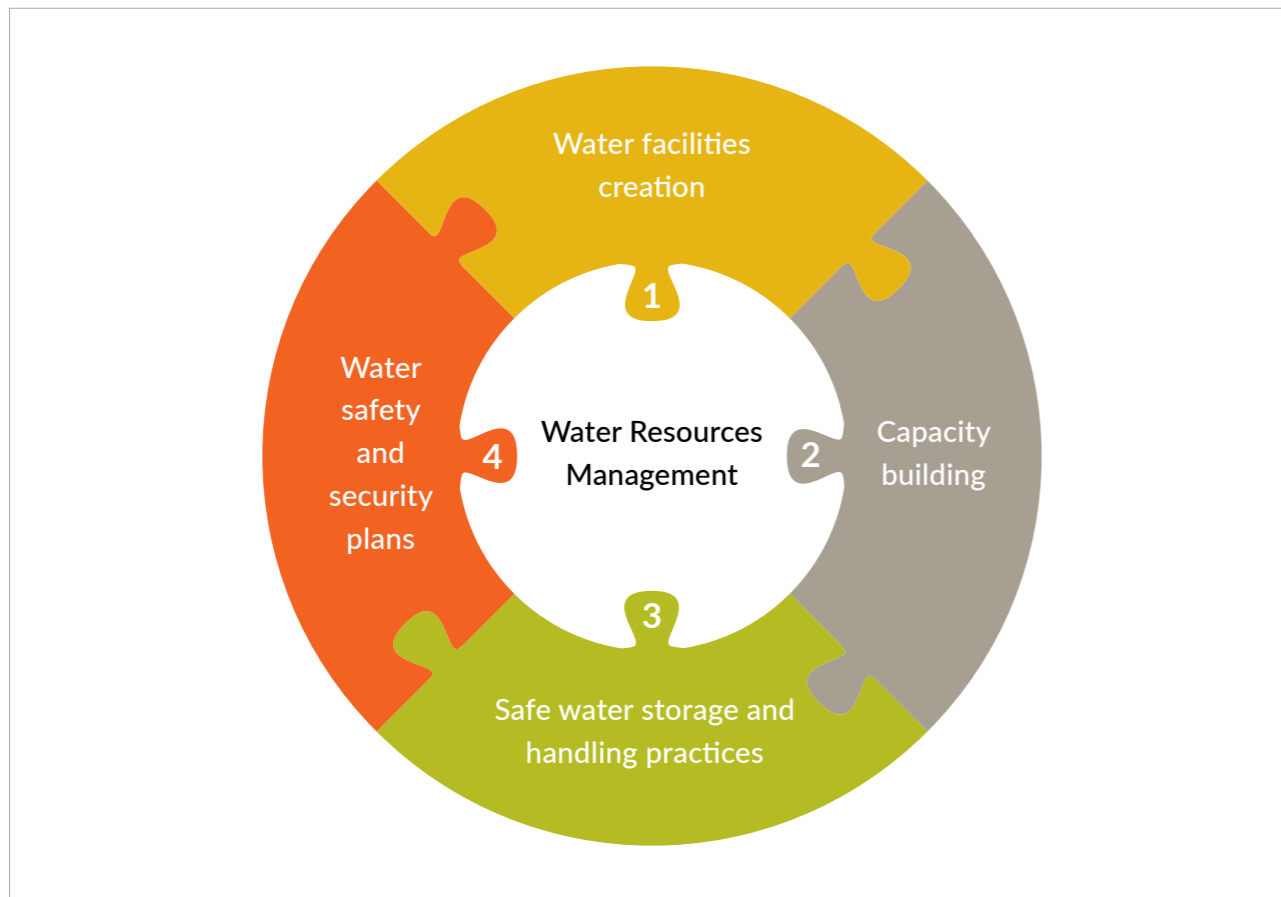 Water facilities
creation
1
Water Resources
Management
2
Capacity
building
3
Safe water storage and
handling practices
4
Water
safety
and
security
plans